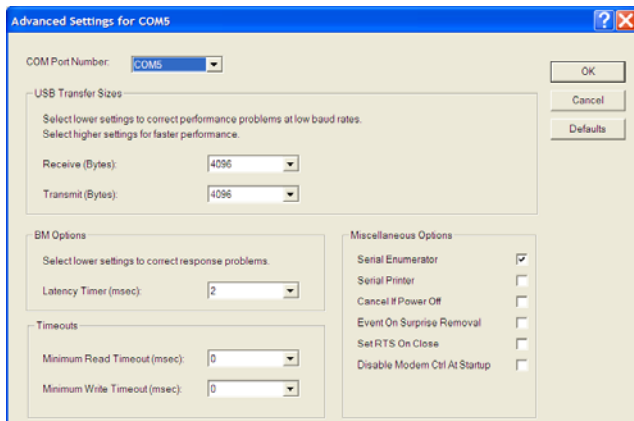 Advanced Settings for COM5
COM Port Number: COM5
OK
Cancel
Defaults
USB Transfer Sizes
Select lower settings to correct performance problems at low baud rates.
Select higher settings for faster performance.
Receive (Bytes): 4096
Transmit (Bytes): 4096
BM Options
Select lower settings to correct response problems.
Latency Timer (msec): 2
Timeouts
Minimum Read Timeout (msec): 0
Minimum Write Timeout (msec): 0
Miscellaneous Options
Serial Enumerator
Serial Printer
Cancel If Power Off
Event On Surprise Removal
Set RTS On Close
Disable Modem Ctrl At Startup